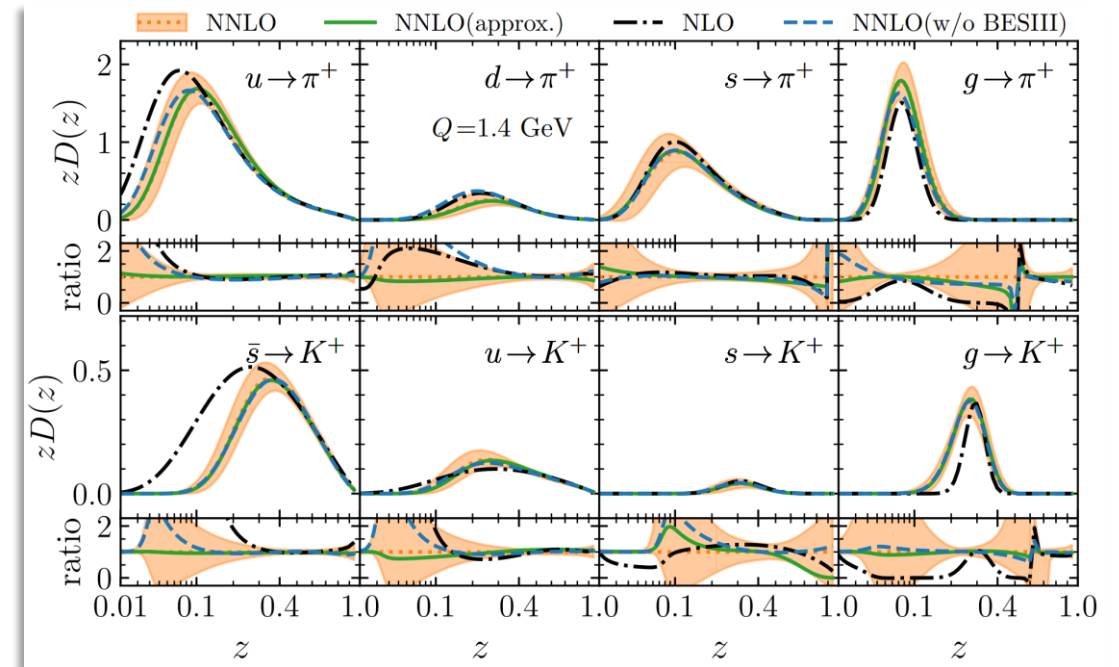 NNLO NNLO(approx.) NLO NNLO(w/o BESIII)
u→π⁺ d→π⁺ s→π⁺ g→π⁺
Q=1.4 GeV
zD(z)
2
1
0
ratio
2
0
s̄→K⁺ u→K⁺ s→K⁺ g→K⁺
zD(z)
0.5
0.0
ratio
2
0
0.01 0.1 0.4 1.0 0.1 0.4 1.0 0.1 0.4 1.0 0.1 0.4 1.0
z z z z